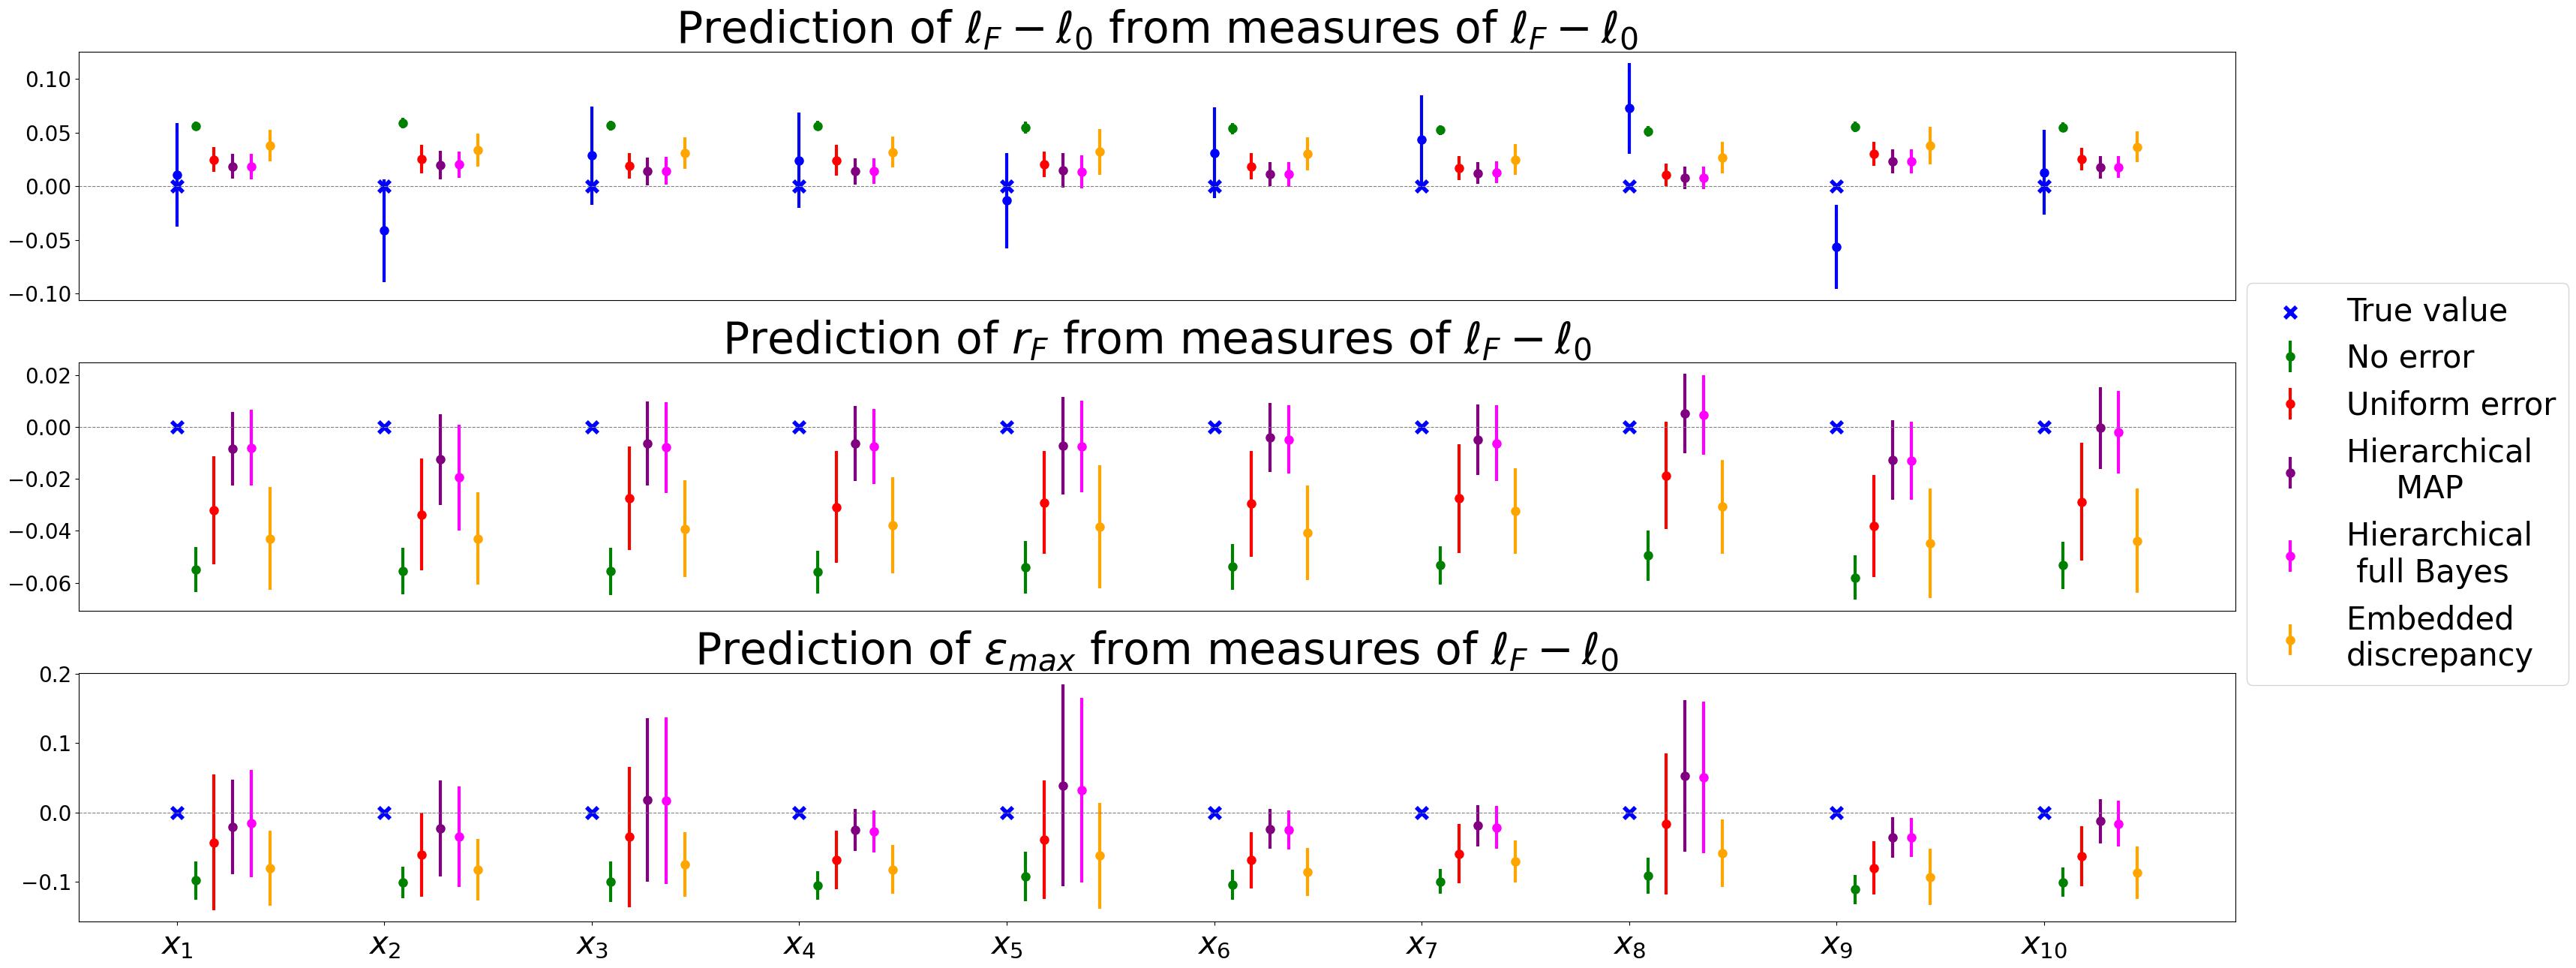 Prediction of ℓ_F − ℓ_0 from measures of ℓ_F − ℓ_0
0.10
0.05
0.00
−0.05
−0.10
Prediction of r_F from measures of ℓ_F − ℓ_0
0.02
0.00
−0.02
−0.04
−0.06
Prediction of ε_max from measures of ℓ_F − ℓ_0
0.2
0.1
0.0
−0.1
x_1 x_2 x_3 x_4 x_5 x_6 x_7 x_8 x_9 x_10
True value
No error
Uniform error
Hierarchical
MAP
Hierarchical
full Bayes
Embedded
discrepancy